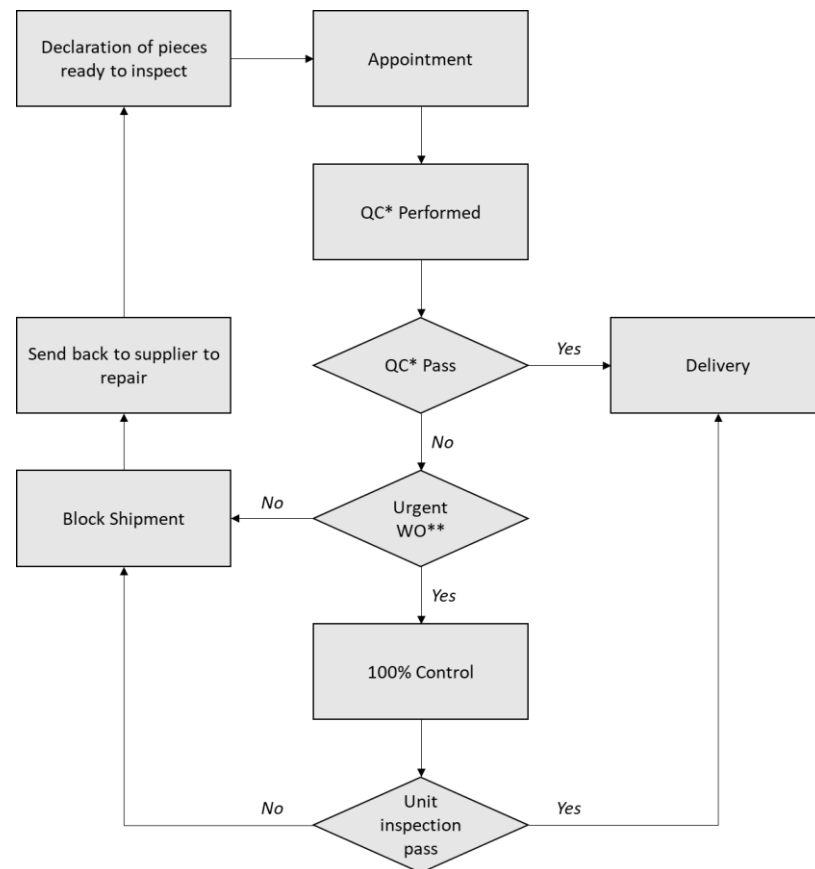 Declaration of pieces
ready to inspect
Appointment
QC* Performed
Send back to supplier to
repair
QC* Pass
Yes
Delivery
No
Block Shipment
No
Urgent
WO**
Yes
100% Control
No
Unit
inspection
pass
Yes